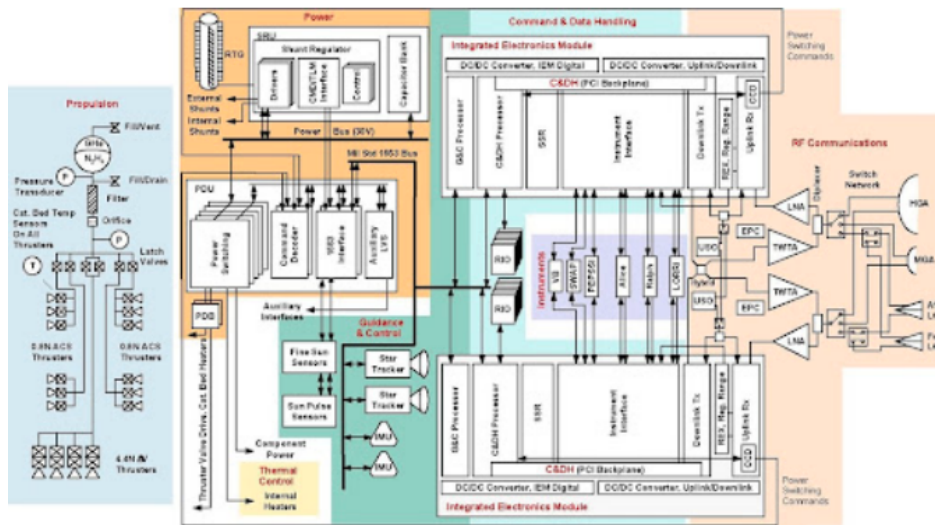 Propulsion
Fill/Vent
GHe
N₂H₄
Pressure
Transducer
P
Fill/Drain
Filter
Orifice
Cat. Bed Temp
Sensors
On All
Thrusters
P
T
Latch
Valves
0.8N ACS
Thrusters
0.8N ACS
Thrusters
4.4N ΔV
Thrusters
Power
RTG
SRU
Shunt Regulator
Drivers
CMD/TLM
Interface
Control
Capacitor Bank
External
Shunts
Internal
Shunts
Power Bus (30V)
Mil Std 1553 Bus
PDU
Power
Switching
Command
Decoder
1553
Interface
Auxiliary
LVS
PDB
Auxiliary
Interfaces
Thruster Valve Drive, Cat. Bed Heaters
Component
Power
Thermal
Control
Internal
Heaters
Guidance
& Control
Fine Sun
Sensors
Sun Pulse
Sensors
Star
Tracker
Star
Tracker
IMU
IMU
Command & Data Handling
Integrated Electronics Module
DC/DC Converter, IEM Digital
DC/DC Converter, Uplink/Downlink
C&DH (PCI Backplane)
G&C Processor
C&DH Processor
SSR
Instrument
Interface
Downlink Tx
REX, Reg. Range
Uplink Rx
CCD
Power
Switching
Commands
RIO
RIO
Instruments
SWAP
PEPSSI
Alice
Ralph
LORRI
USO
Hybrid
USO
RF Communications
Diplexer
Switch
Network
LNA
EPC
TWTA
TWTA
EPC
LNA
HGA
MGA
G&C Processor
C&DH Processor
SSR
Instrument
Interface
Downlink Tx
REX, Reg. Range
Uplink Rx
CCD
C&DH (PCI Backplane)
DC/DC Converter, IEM Digital
DC/DC Converter, Uplink/Downlink
Integrated Electronics Module
Power
Switching
Commands